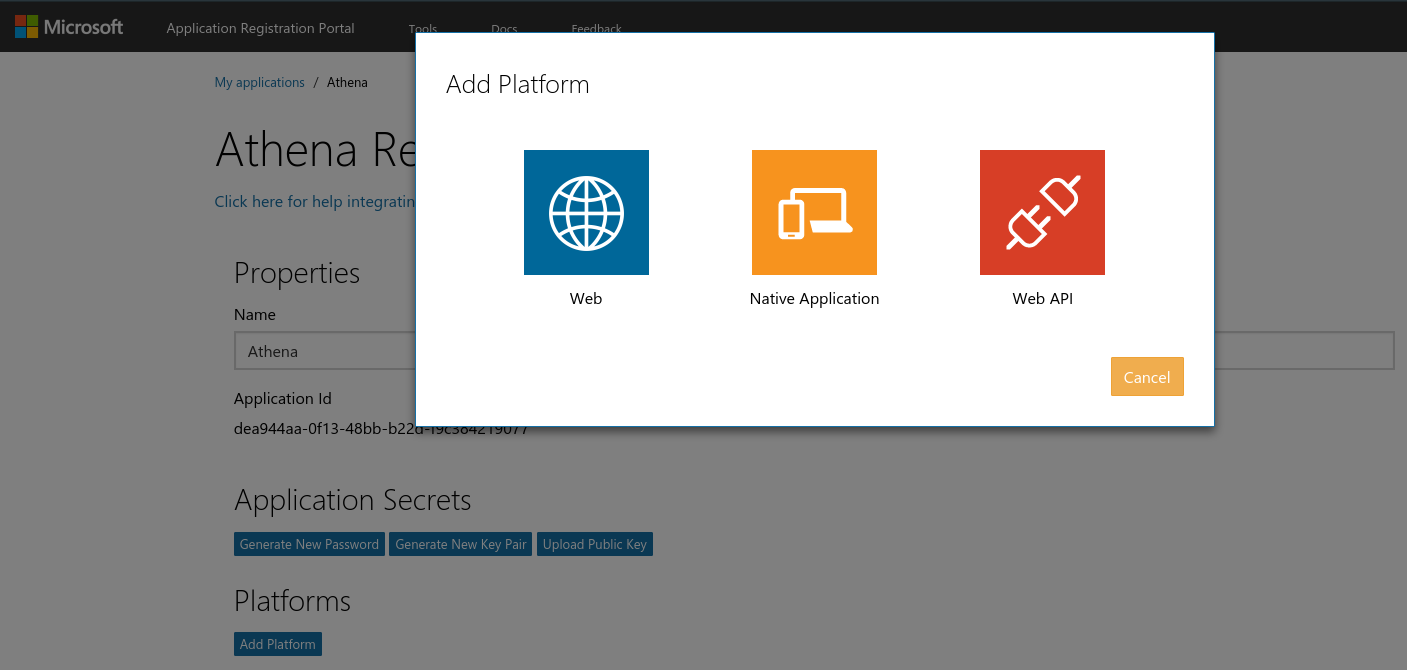 Microsoft Application Registration Portal Tools Docs Feedback
My applications / Athena
Add Platform
Athena Re
Click here for help integratin
Web Native Application Web API
Properties
Name
Athena
Cancel
Application Id
dea944aa-0f13-48bb-b22d-f9c384219077
Application Secrets
Generate New Password Generate New Key Pair Upload Public Key
Platforms
Add Platform